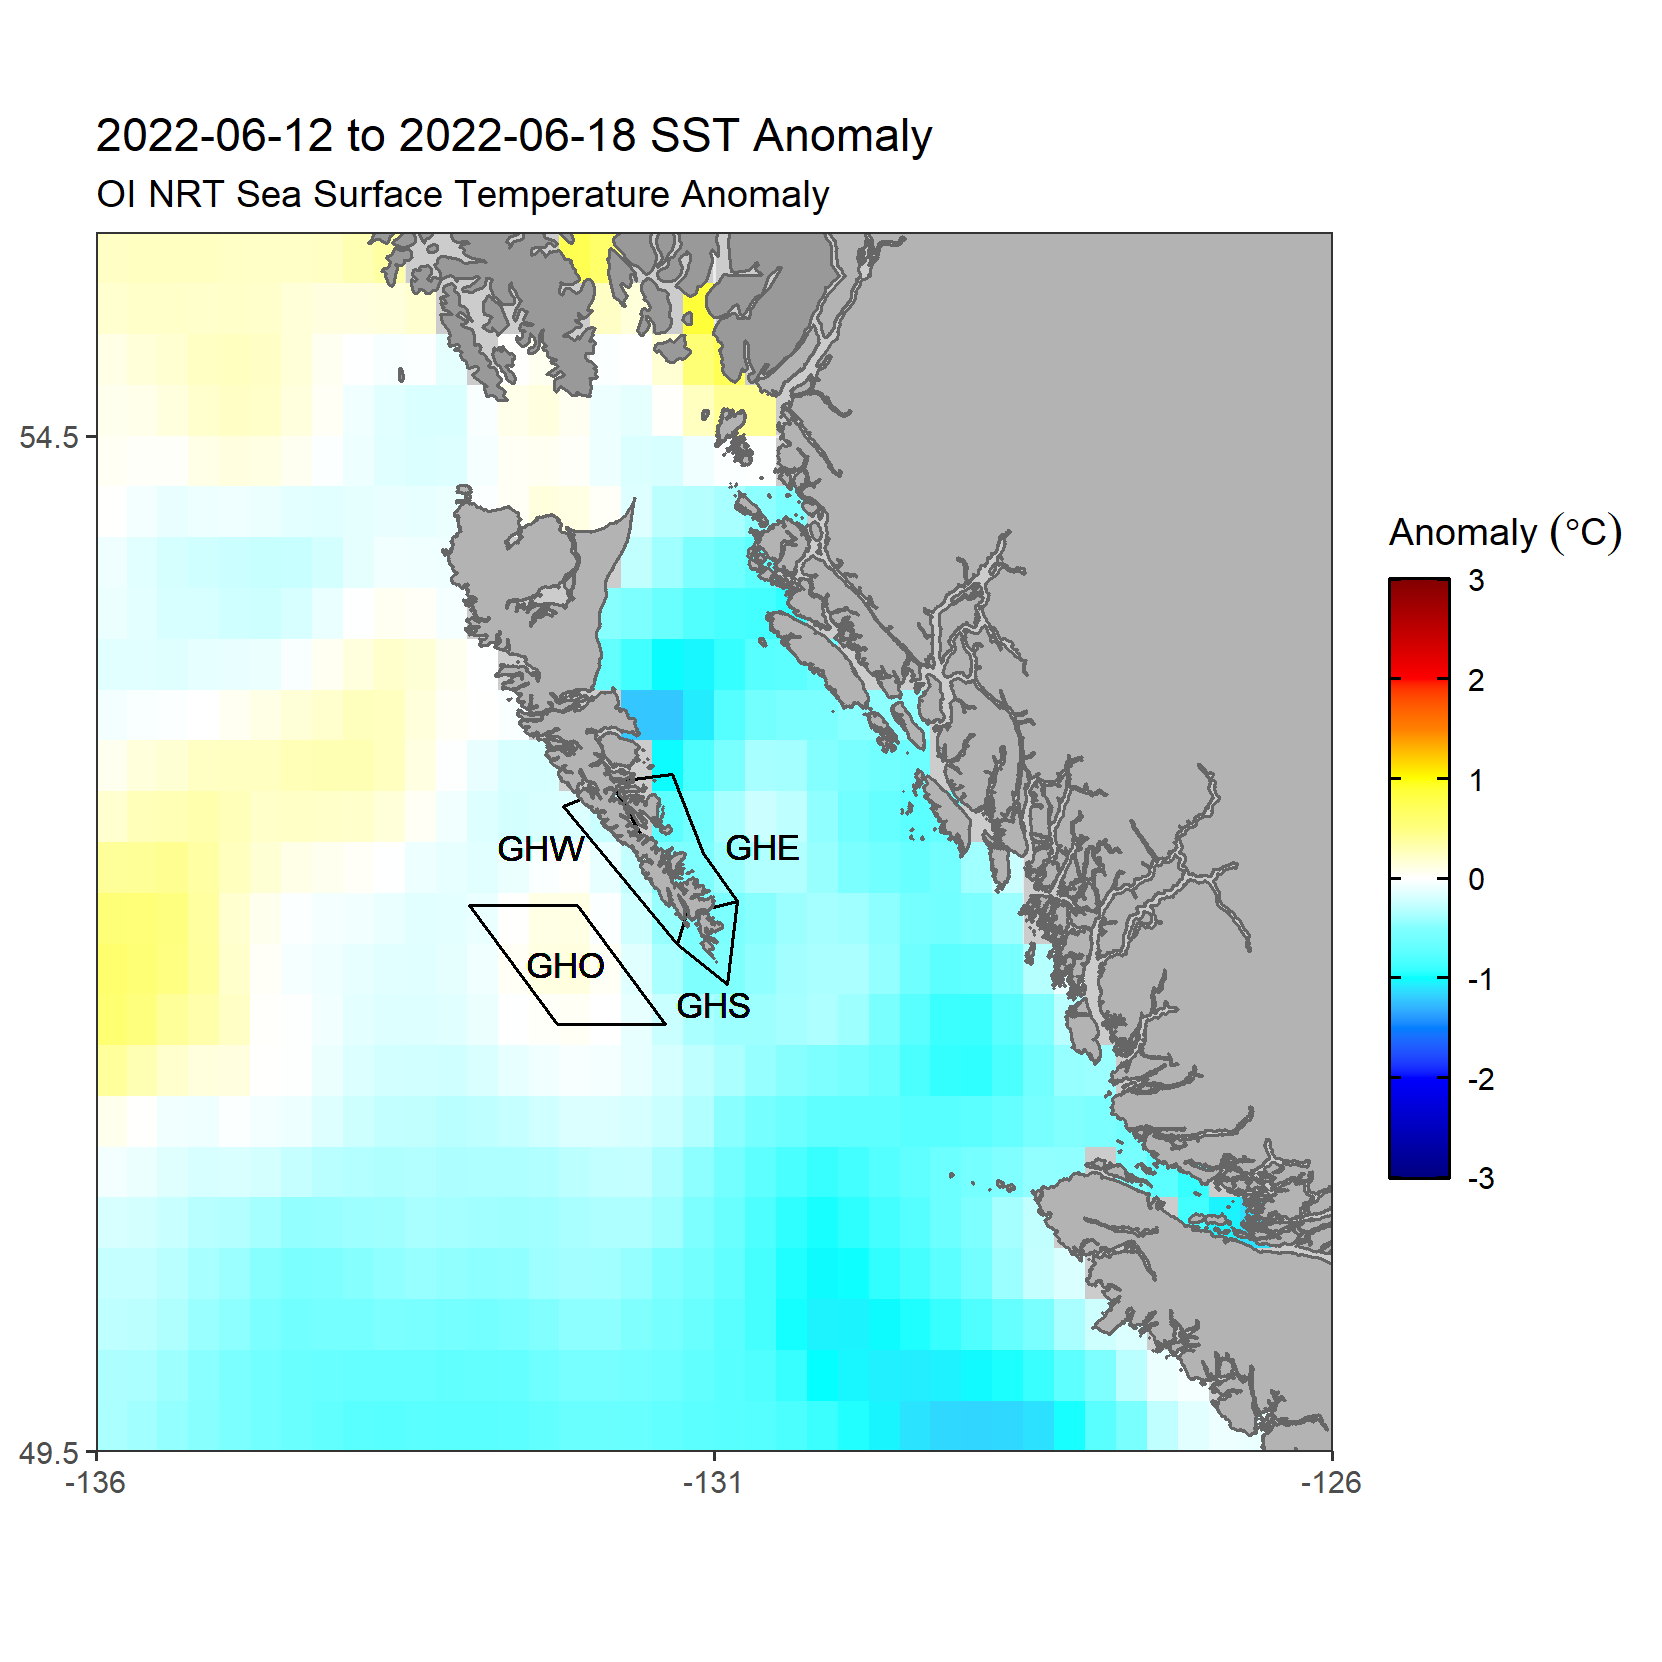 2022-06-12 to 2022-06-18 SST Anomaly
OI NRT Sea Surface Temperature Anomaly
54.5
49.5
-136
-131
-126
GHW
GHE
GHO
GHS
Anomaly (°C)
3
2
1
0
-1
-2
-3